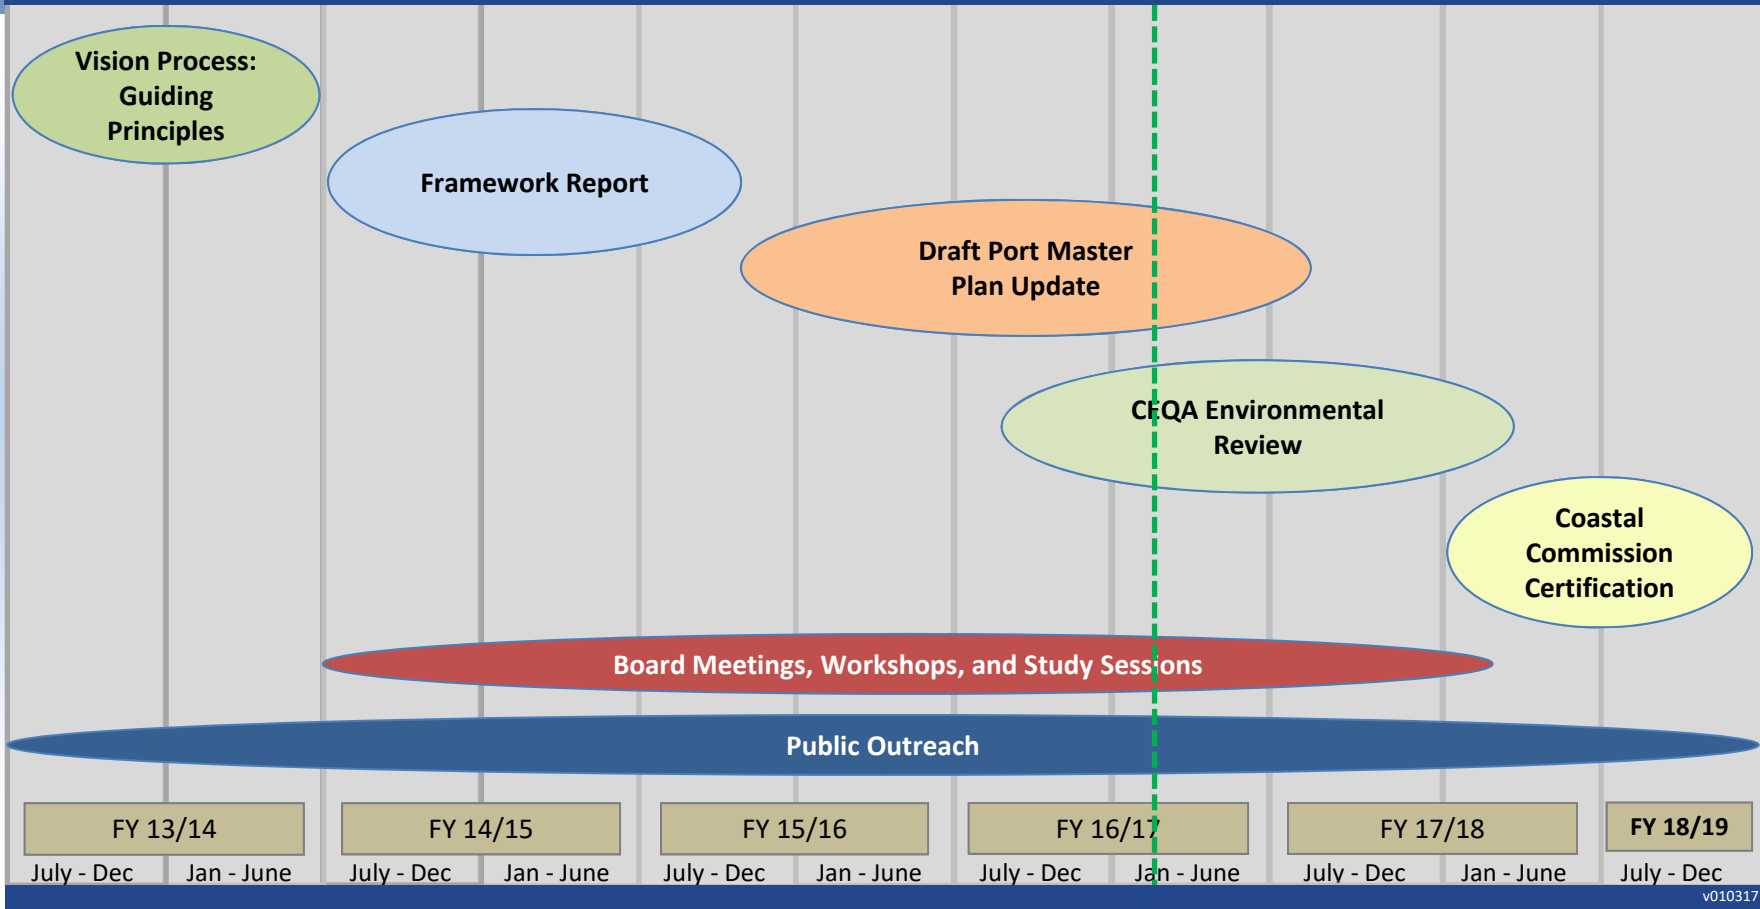 Vision Process:
Guiding
Principles
Framework Report
Draft Port Master
Plan Update
CEQA Environmental
Review
Coastal
Commission
Certification
Board Meetings, Workshops, and Study Sessions
Public Outreach
FY 13/14 FY 14/15 FY 15/16 FY 16/17 FY 17/18 FY 18/19
July - Dec Jan - June July - Dec Jan - June July - Dec Jan - June July - Dec Jan - June July - Dec Jan - June July - Dec
v010317